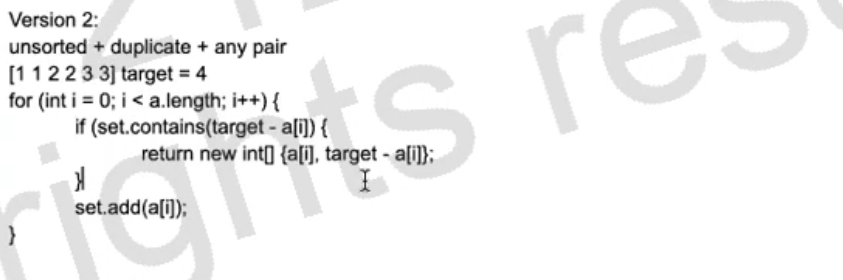 Version 2:
unsorted + duplicate + any pair
[1 1 2 2 3 3] target = 4
for (int i = 0; i < a.length; i++) {
if (set.contains(target - a[i]) {
return new int[] {a[i], target - a[i]};
}
set.add(a[i]);
}
rights res